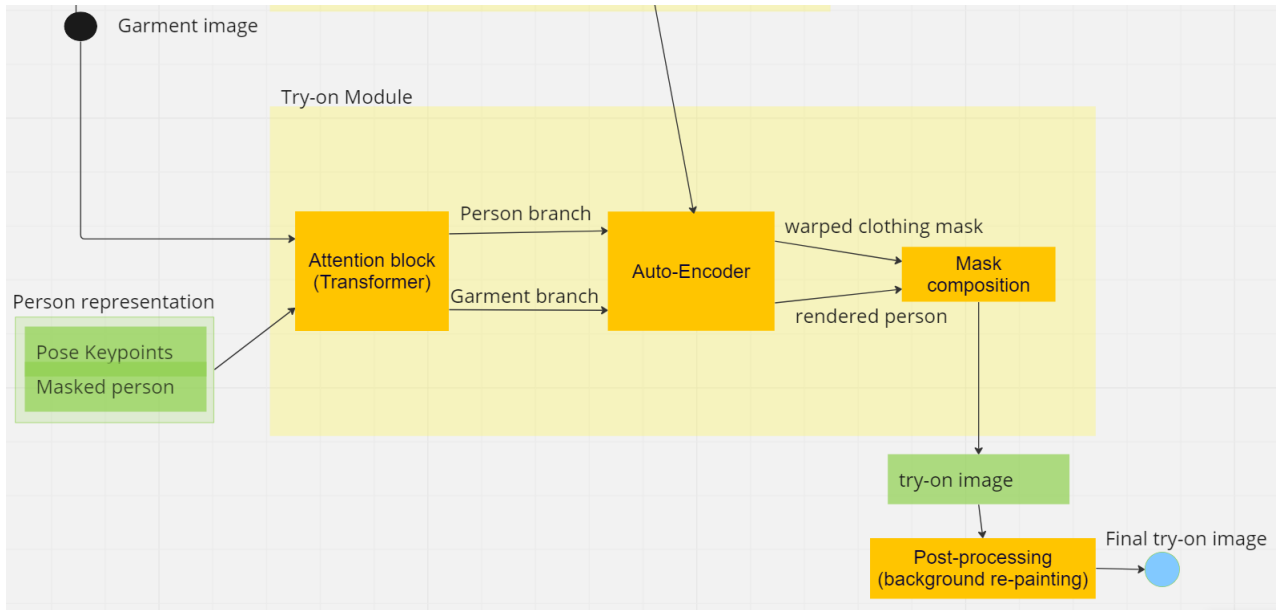 Garment image
Try-on Module
Person branch
Attention block
(Transformer)
Garment branch
Auto-Encoder
warped clothing mask
rendered person
Mask
composition
Person representation
Pose Keypoints
Masked person
try-on image
Post-processing
(background re-painting)
Final try-on image